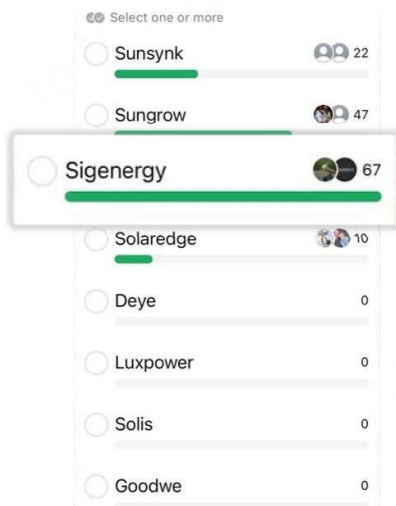 Select one or more
Sunsynk 22
Sungrow 47
Sigenergy 67
Solaredge 10
Deye 0
Luxpower 0
Solis 0
Goodwe 0